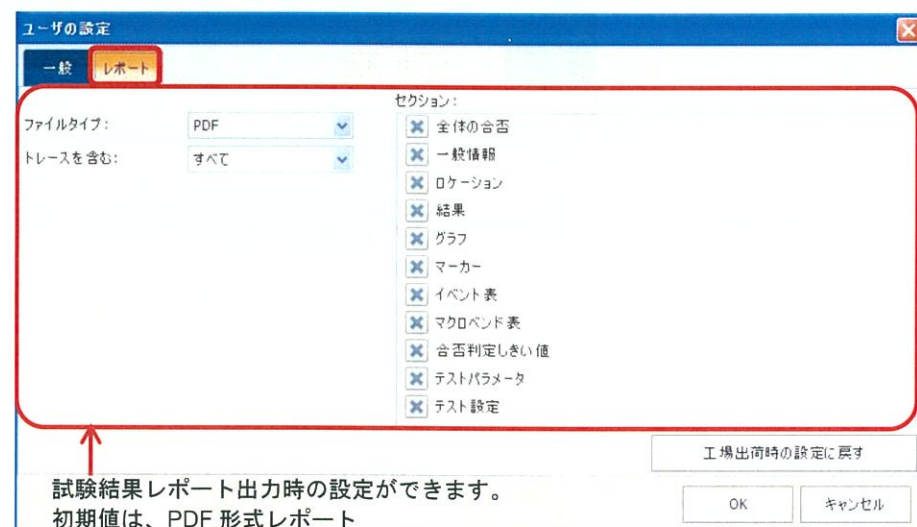 ユーザの設定
一般 レポート
ファイルタイプ: PDF
トレースを含む: すべて
セクション:
全体の合否
一般情報
ロケーション
結果
グラフ
マーカー
イベント表
マクロベンド表
合否判定しきい値
テストパラメータ
テスト設定
工場出荷時の設定に戻す
試験結果レポート出力時の設定ができます。
初期値は、PDF形式レポート
OK キャンセル